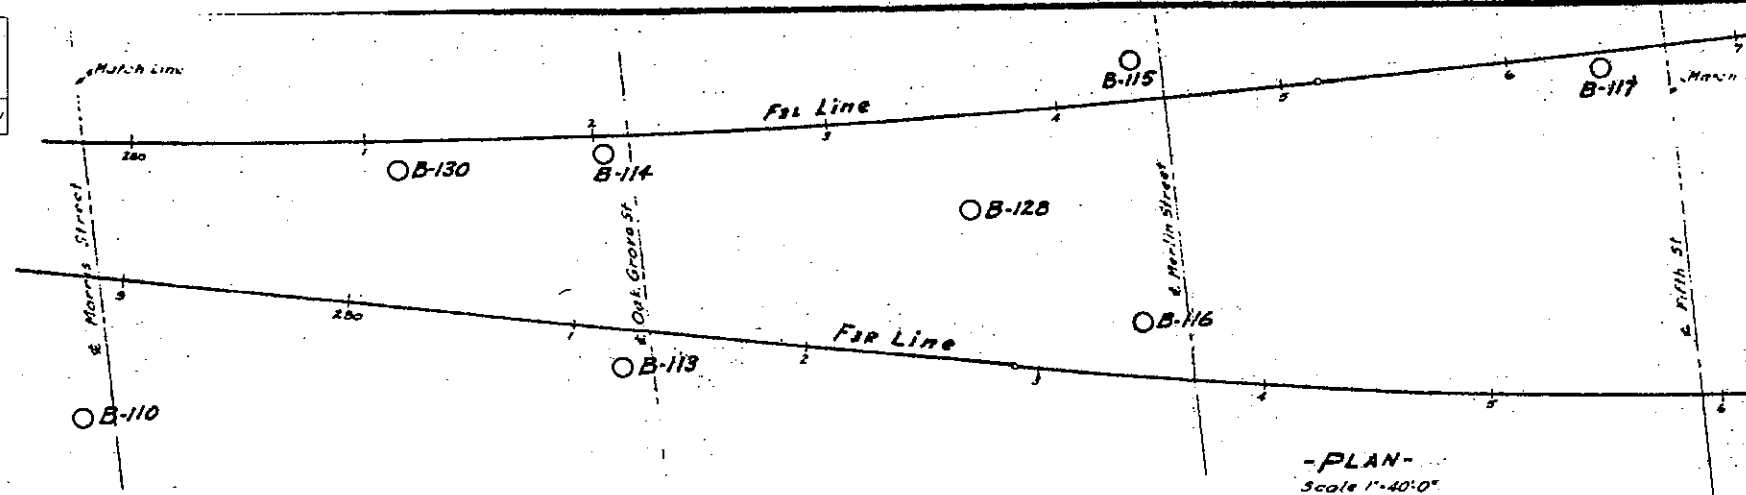 Match Line
B-115
B-117
Match
F3L Line
280
1
2
3
4
5
6
7
B-130
B-114
B-128
B-116
B-113
B-110
℄ Morris Street
℄ Oak Grove St
℄ Merlin Street
℄ Fifth St
9
280
1
2
3
4
5
6
F3R Line
-PLAN-
Scale 1"=40'-0"